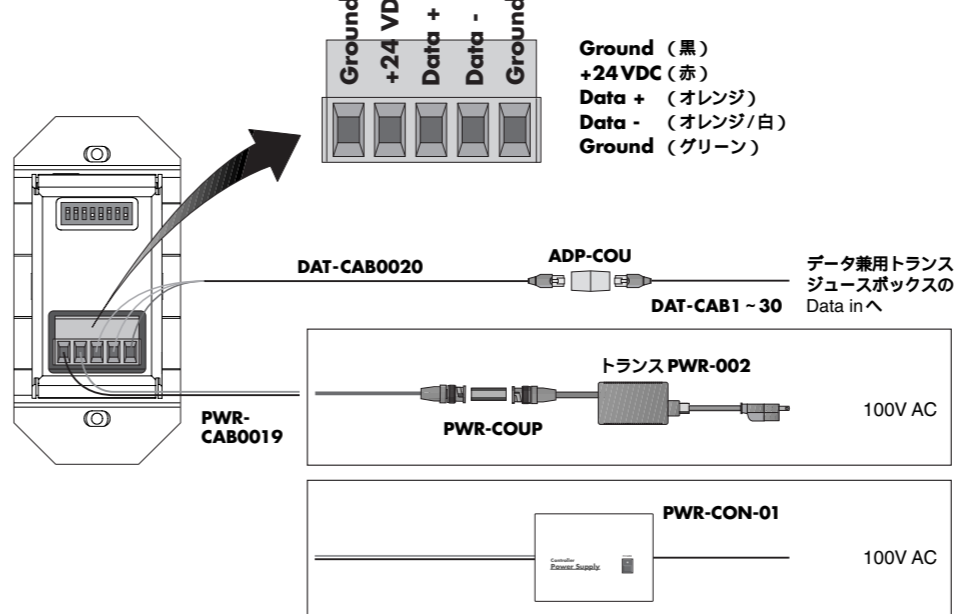 Ground
+24 VD
Data +
Data -
Ground
Ground （黒）
+24VDC（赤）
Data + （オレンジ）
Data - （オレンジ/白）
Ground （グリーン）
DAT-CAB0020
ADP-COU
DAT-CAB1~30
データ兼用トランス
ジュースボックスの
Data inへ
トランス PWR-002
PWR-COUP
100V AC
PWR-
CAB0019
PWR-CON-01
Controller
Power Supply
100V AC